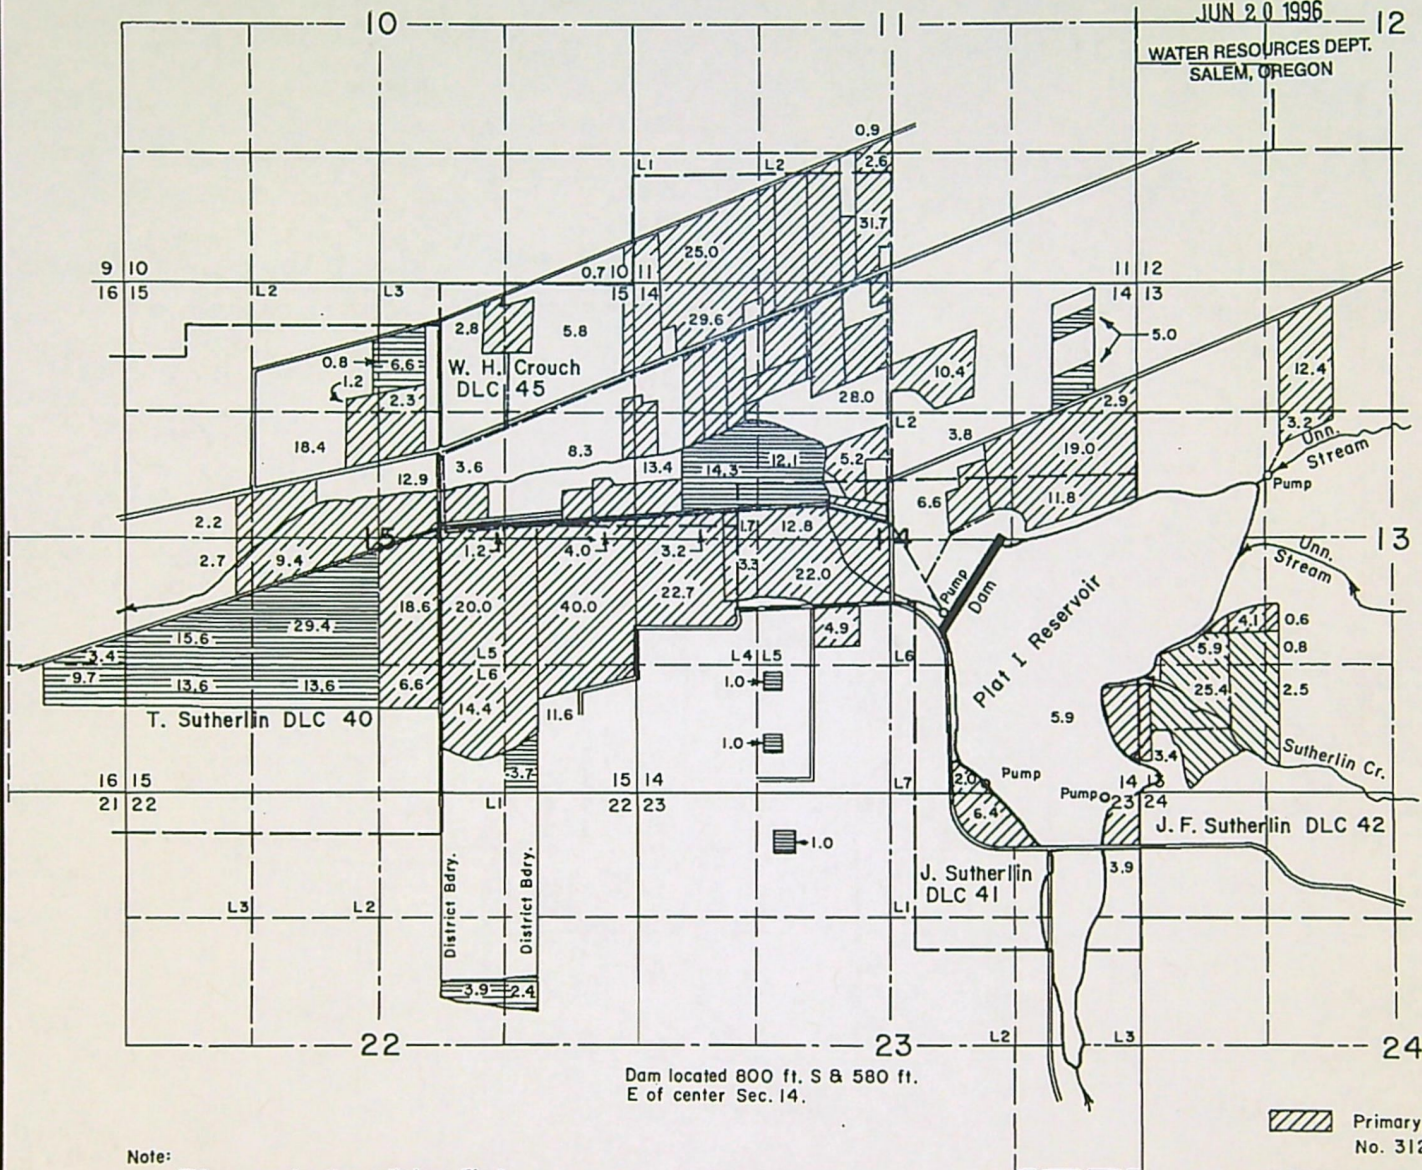 JUN 20 1996
10 11 12
WATER RESOURCES DEPT.
SALEM, OREGON
0.9
L1 L2 2.6
31.7
25.0
9 10 0.7 10 11 11 12
16 15 L2 L3 15 14 14 13
2.8 5.8 29.6 5.0
0.8 6.6 W. H. Crouch 10.4 12.4
1.2 DLC 45
2.3 28.0 2.9
L2 3.2
18.4 8.3 3.8 19.0 Unn.
Stream
12.9 3.6 13.4 14.3 12.1 5.2
Pump
2.2 6.6 11.8
15 1.7 12.8 14 13
2.7 9.4 1.2 4.0 3.2 3.3 Unn.
Stream
22.0 Pump
Dam
18.6 20.0 40.0 22.7
15.6 29.4 4.9 Plat I Reservoir 4.1 0.6
3.4 L5 L4 L5 L6 5.9 0.8
9.7 13.6 13.6 6.6 L6 1.0 25.4 2.5
T. Sutherlin DLC 40 14.4 11.6 5.9
1.0 3.4 Sutherlin Cr.
3.7
16 15 15 14 L7 2.0 Pump 14 13
21 22 L1 22 23 Pump 23 24
6.4 J. F. Sutherlin DLC 42
1.0
J. Sutherlin 3.9
DLC 41
District Bdry.
District Bdry.
L3 L2 L1
3.9 2.4
22 23 L2 L3 24
Dam located 800 ft. S & 580 ft.
E of center Sec. 14.
Primary
No. 312
Note: